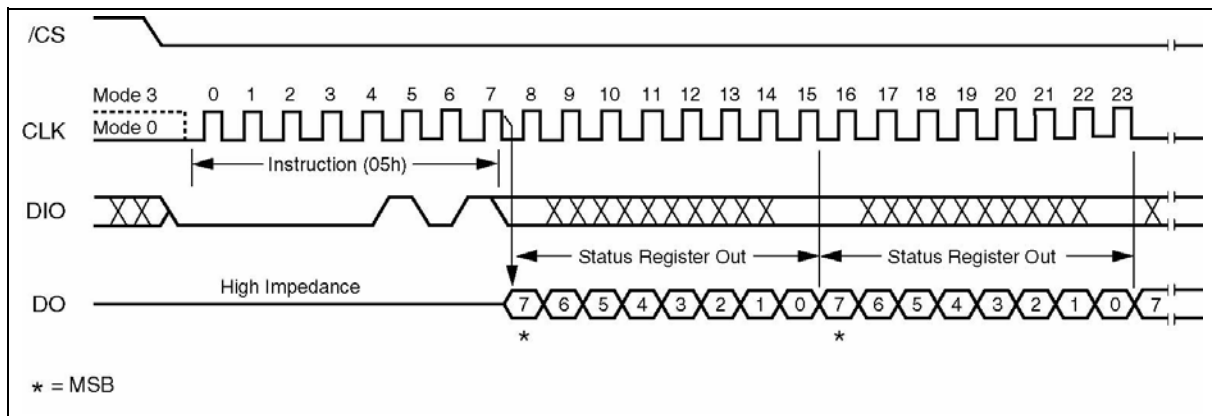 /CS
Mode 3
0 1 2 3 4 5 6 7 8 9 10 11 12 13 14 15 16 17 18 19 20 21 22 23
CLK
Mode 0
Instruction (05h)
DIO
Status Register Out
Status Register Out
High Impedance
DO
7 6 5 4 3 2 1 0 7 6 5 4 3 2 1 0 7
* *
* = MSB